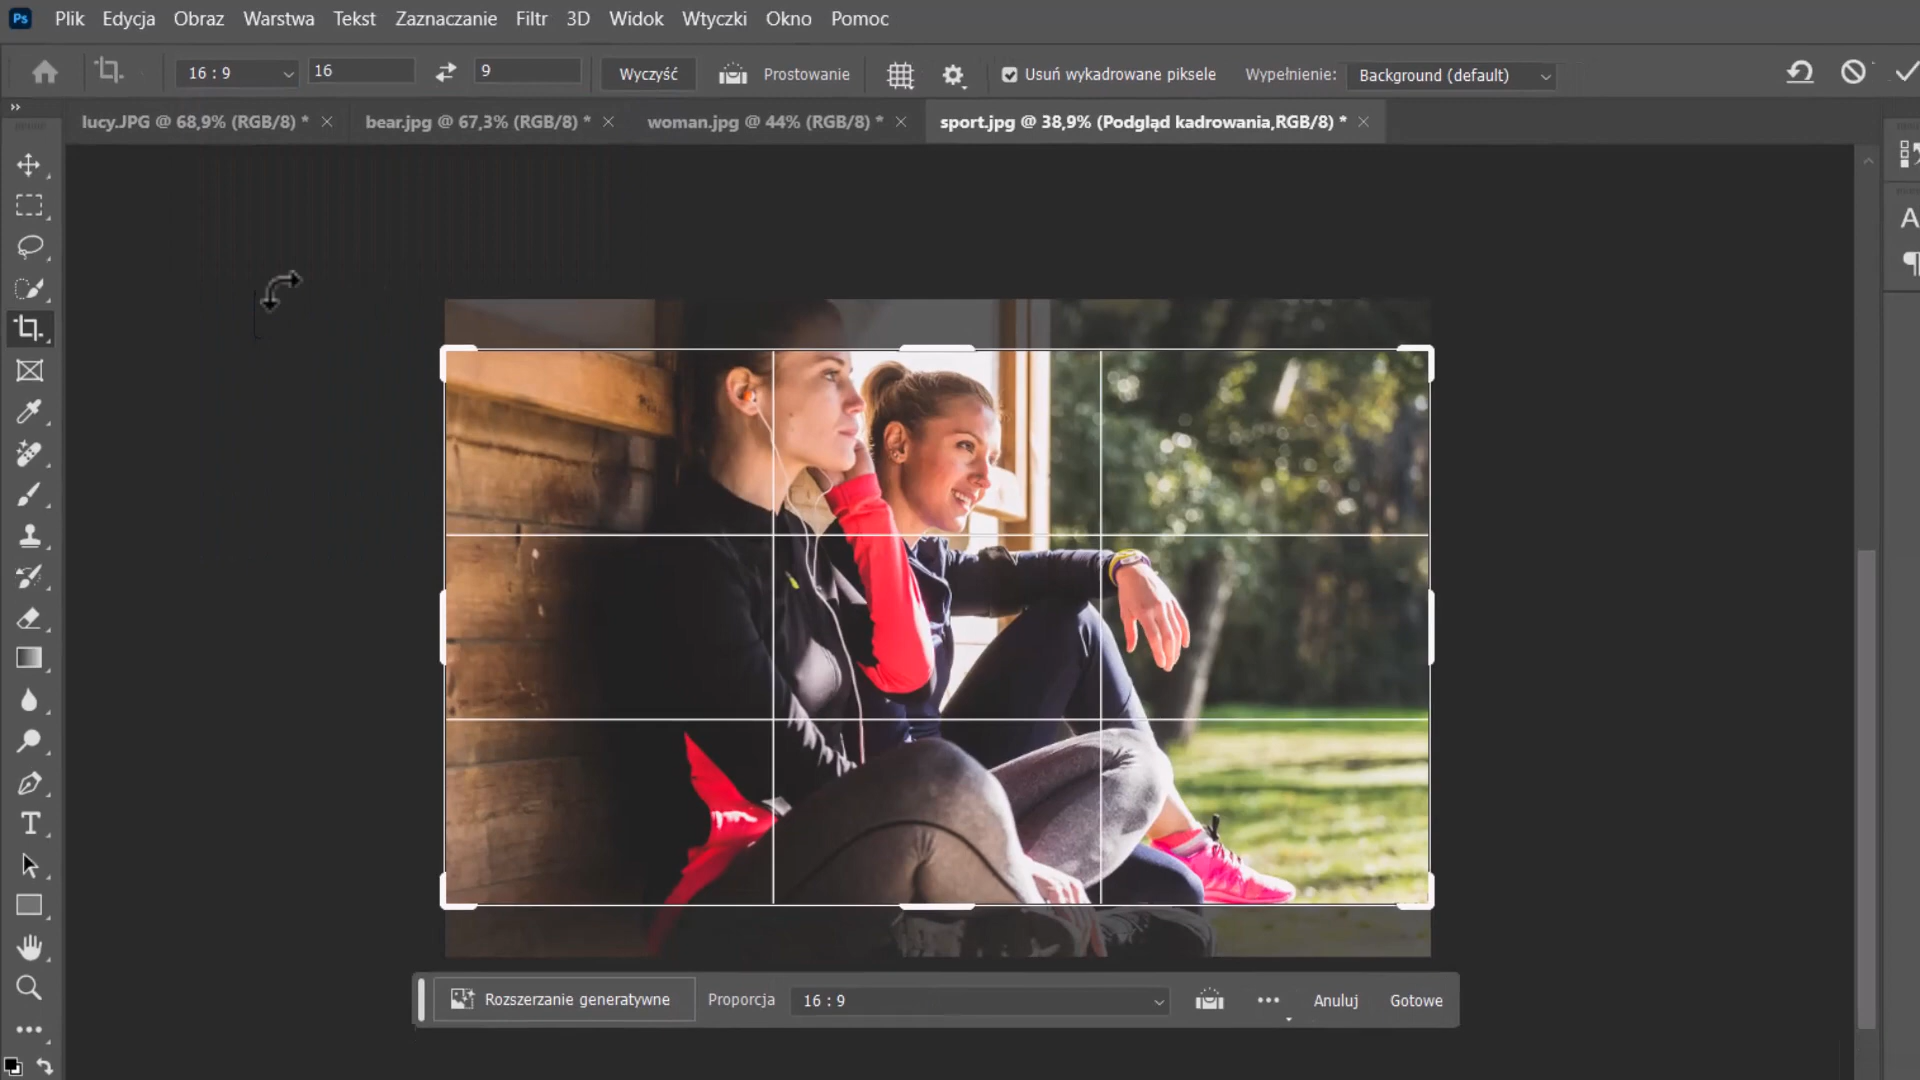 Ps Plik Edycja Obraz Warstwa Tekst Zaznaczanie Filtr 3D Widok Wtyczki Okno Pomoc
16 : 9 16 9 Wyczyść Prostowanie Usuń wykadrowane piksele Wypełnienie: Background (default)
lucy.JPG @ 68,9% (RGB/8) * bear.jpg @ 67,3% (RGB/8) * woman.jpg @ 44% (RGB/8) * sport.jpg @ 38,9% (Podgląd kadrowania,RGB/8) *
Rozszerzanie generatywne Proporcja 16 : 9 Anuluj Gotowe